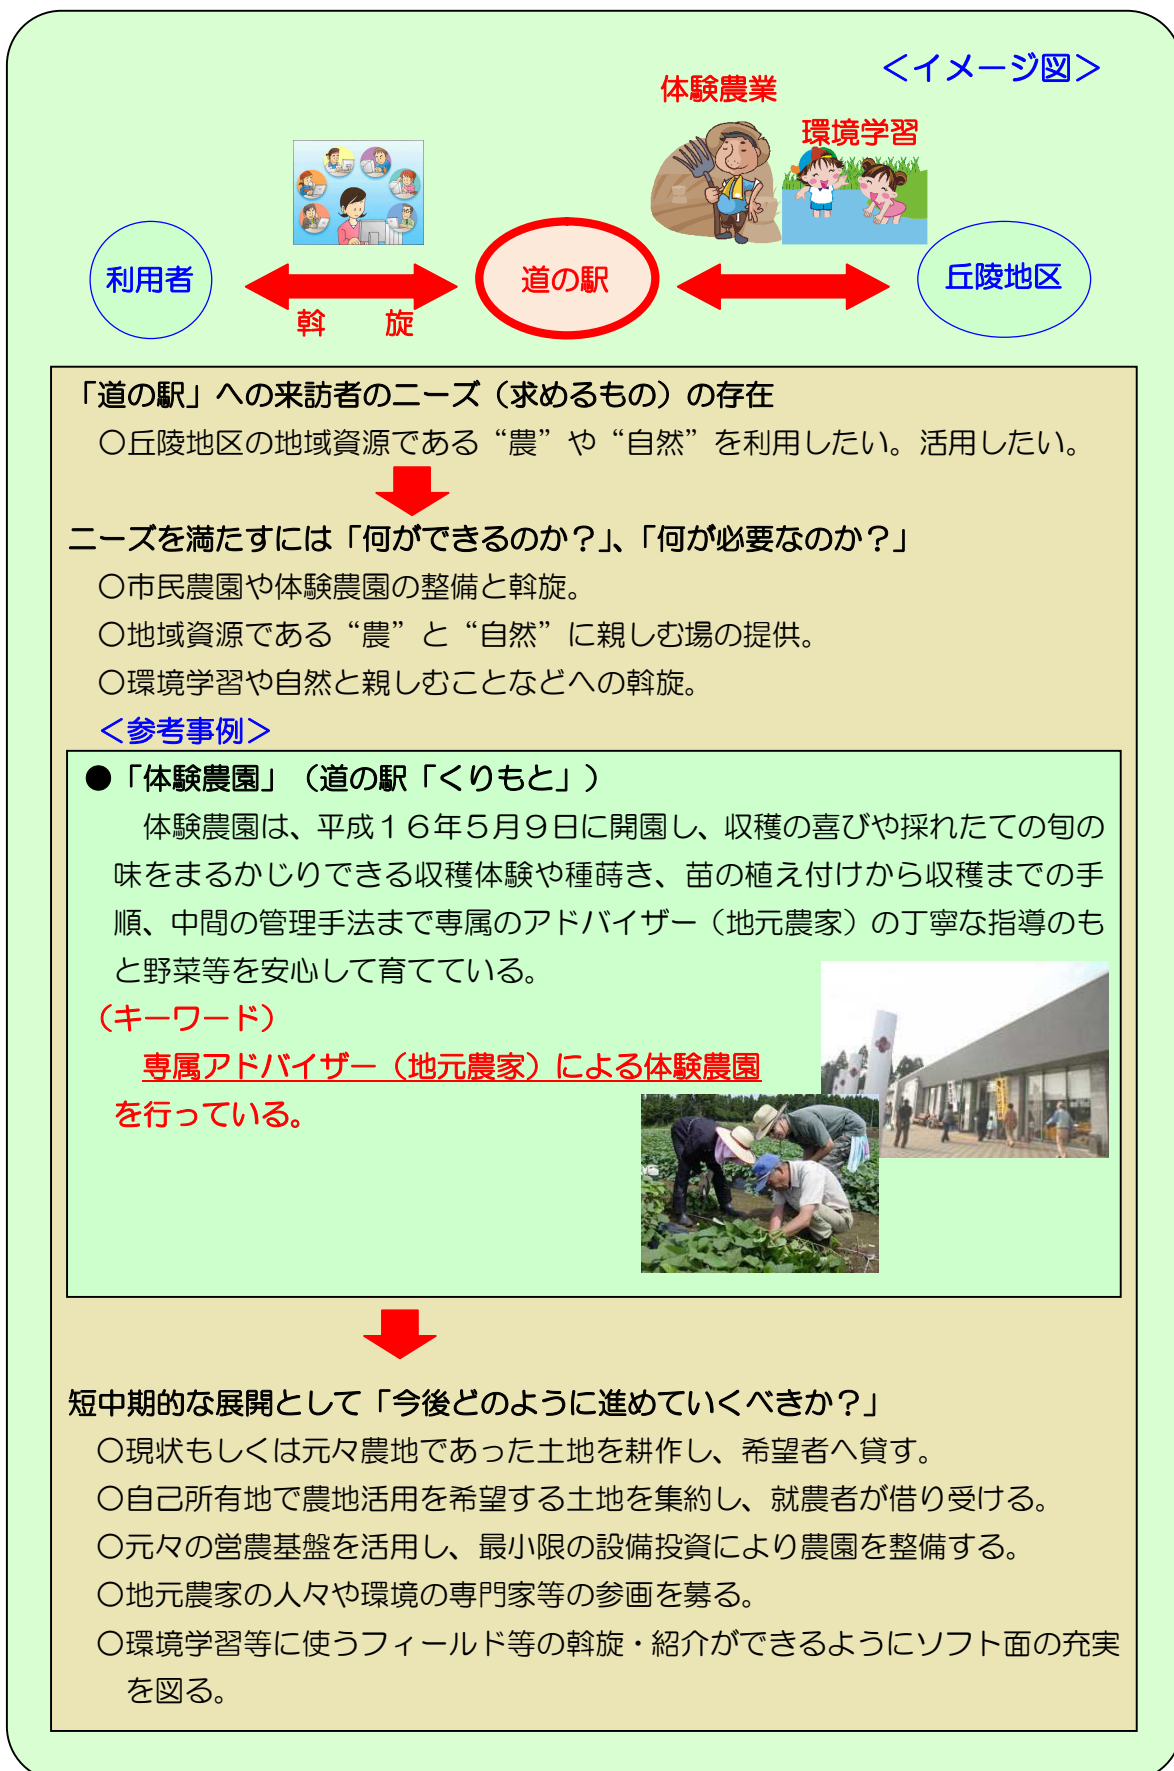 ＜イメージ図＞
体験農業
環境学習
利用者
道の駅
丘陵地区
斡　　旋
「道の駅」への来訪者のニーズ（求めるもの）の存在
○丘陵地区の地域資源である“農”や“自然”を利用したい。活用したい。
ニーズを満たすには「何ができるのか？」、「何が必要なのか？」
○市民農園や体験農園の整備と斡旋。
○地域資源である“農”と“自然”に親しむ場の提供。
○環境学習や自然と親しむことなどへの斡旋。
＜参考事例＞
●「体験農園」（道の駅「くりもと」）
体験農園は、平成１６年５月９日に開園し、収穫の喜びや採れたての旬の
味をまるかじりできる収穫体験や種蒔き、苗の植え付けから収穫までの手
順、中間の管理手法まで専属のアドバイザー（地元農家）の丁寧な指導のも
と野菜等を安心して育てている。
（キーワード）
専属アドバイザー（地元農家）による体験農園
を行っている。
短中期的な展開として「今後どのように進めていくべきか？」
○現状もしくは元々農地であった土地を耕作し、希望者へ貸す。
○自己所有地で農地活用を希望する土地を集約し、就農者が借り受ける。
○元々の営農基盤を活用し、最小限の設備投資により農園を整備する。
○地元農家の人々や環境の専門家等の参画を募る。
○環境学習等に使うフィールド等の斡旋・紹介ができるようにソフト面の充実
を図る。